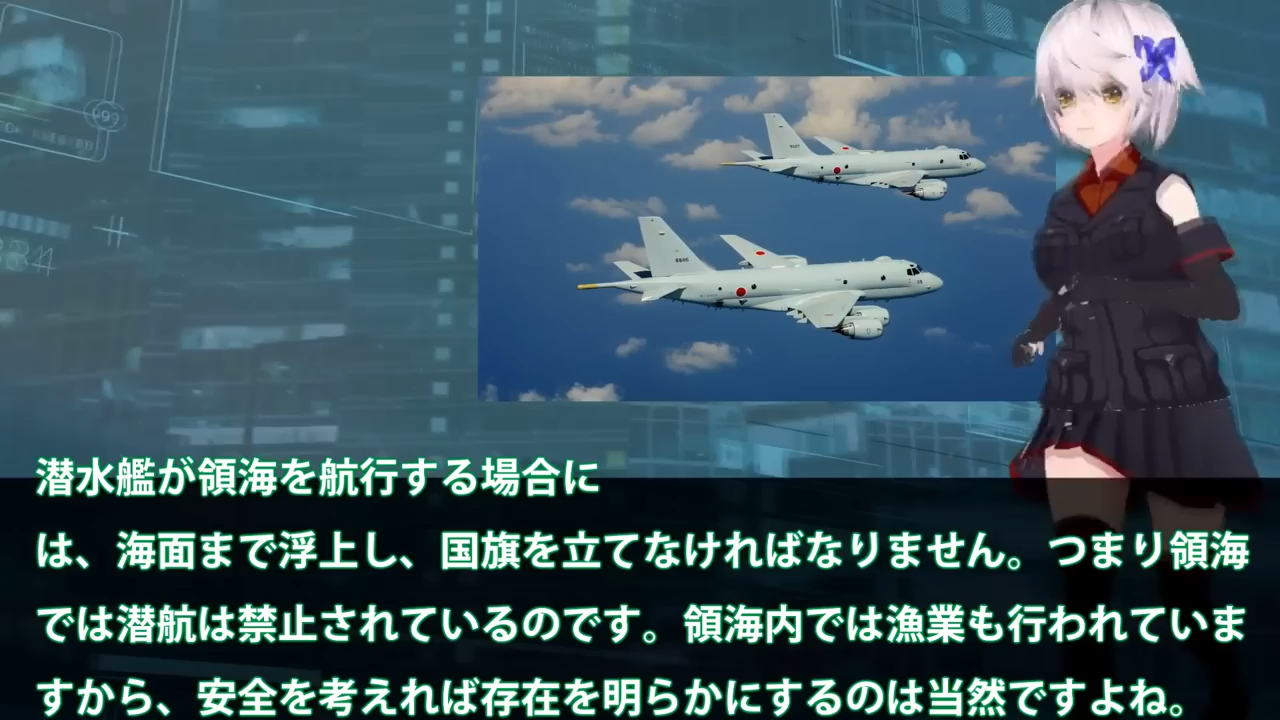 潜水艦が領海を航行する場合に
は、海面まで浮上し、国旗を立てなければなりません。つまり領海
では潜航は禁止されているのです。領海内では漁業も行われていま
すから、安全を考えれば存在を明らかにするのは当然ですよね。